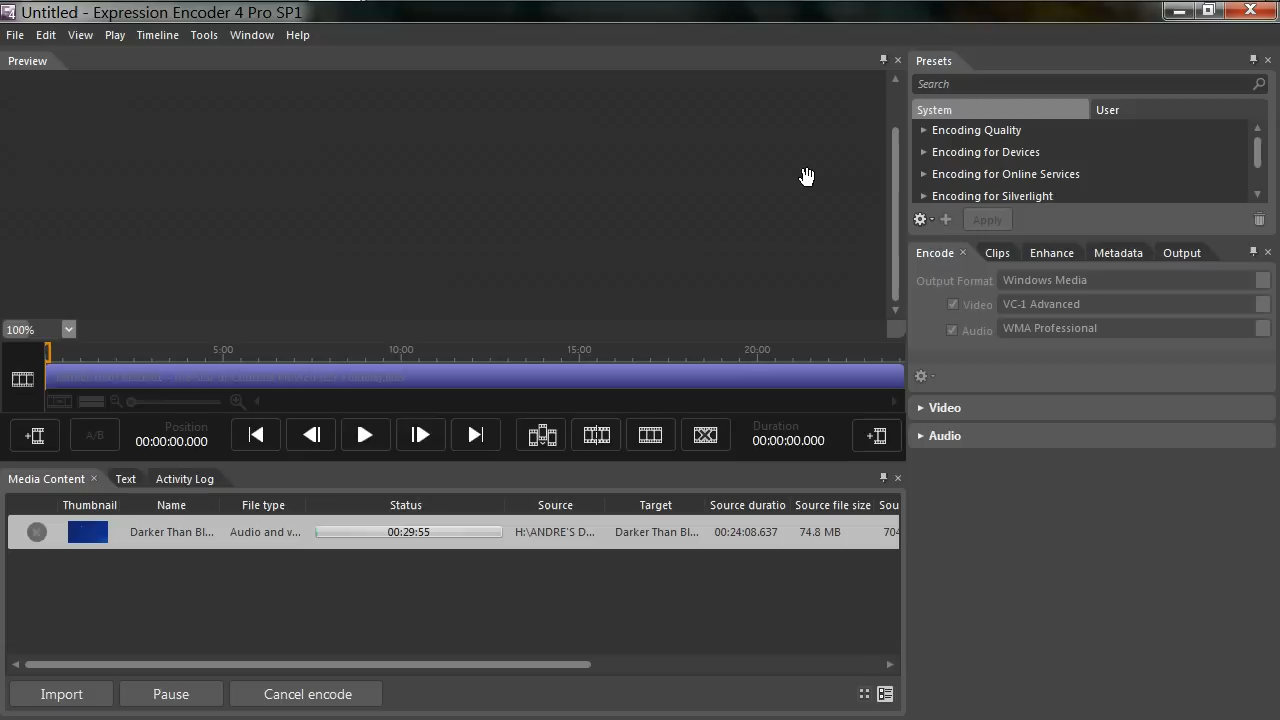 Untitled - Expression Encoder 4 Pro SP1
File Edit View Play Timeline Tools Window Help
Preview
Presets
Search
System User
Encoding Quality
Encoding for Devices
Encoding for Online Services
Encoding for Silverlight
Apply
Encode Clips Enhance Metadata Output
Output Format Windows Media
Video VC-1 Advanced
Audio WMA Professional
Video
Audio
100%
5:00 10:00 15:00 20:00
A/B
Position
00:00:00.000
Duration
00:00:00.000
Media Content Text Activity Log
Thumbnail Name File type Status Source Target Source duratio Source file size Sou
Darker Than Bl... Audio and v... 00:29:55 H:\ANDRE'S D... Darker Than Bl... 00:24:08.637 74.8 MB 704
Import Pause Cancel encode